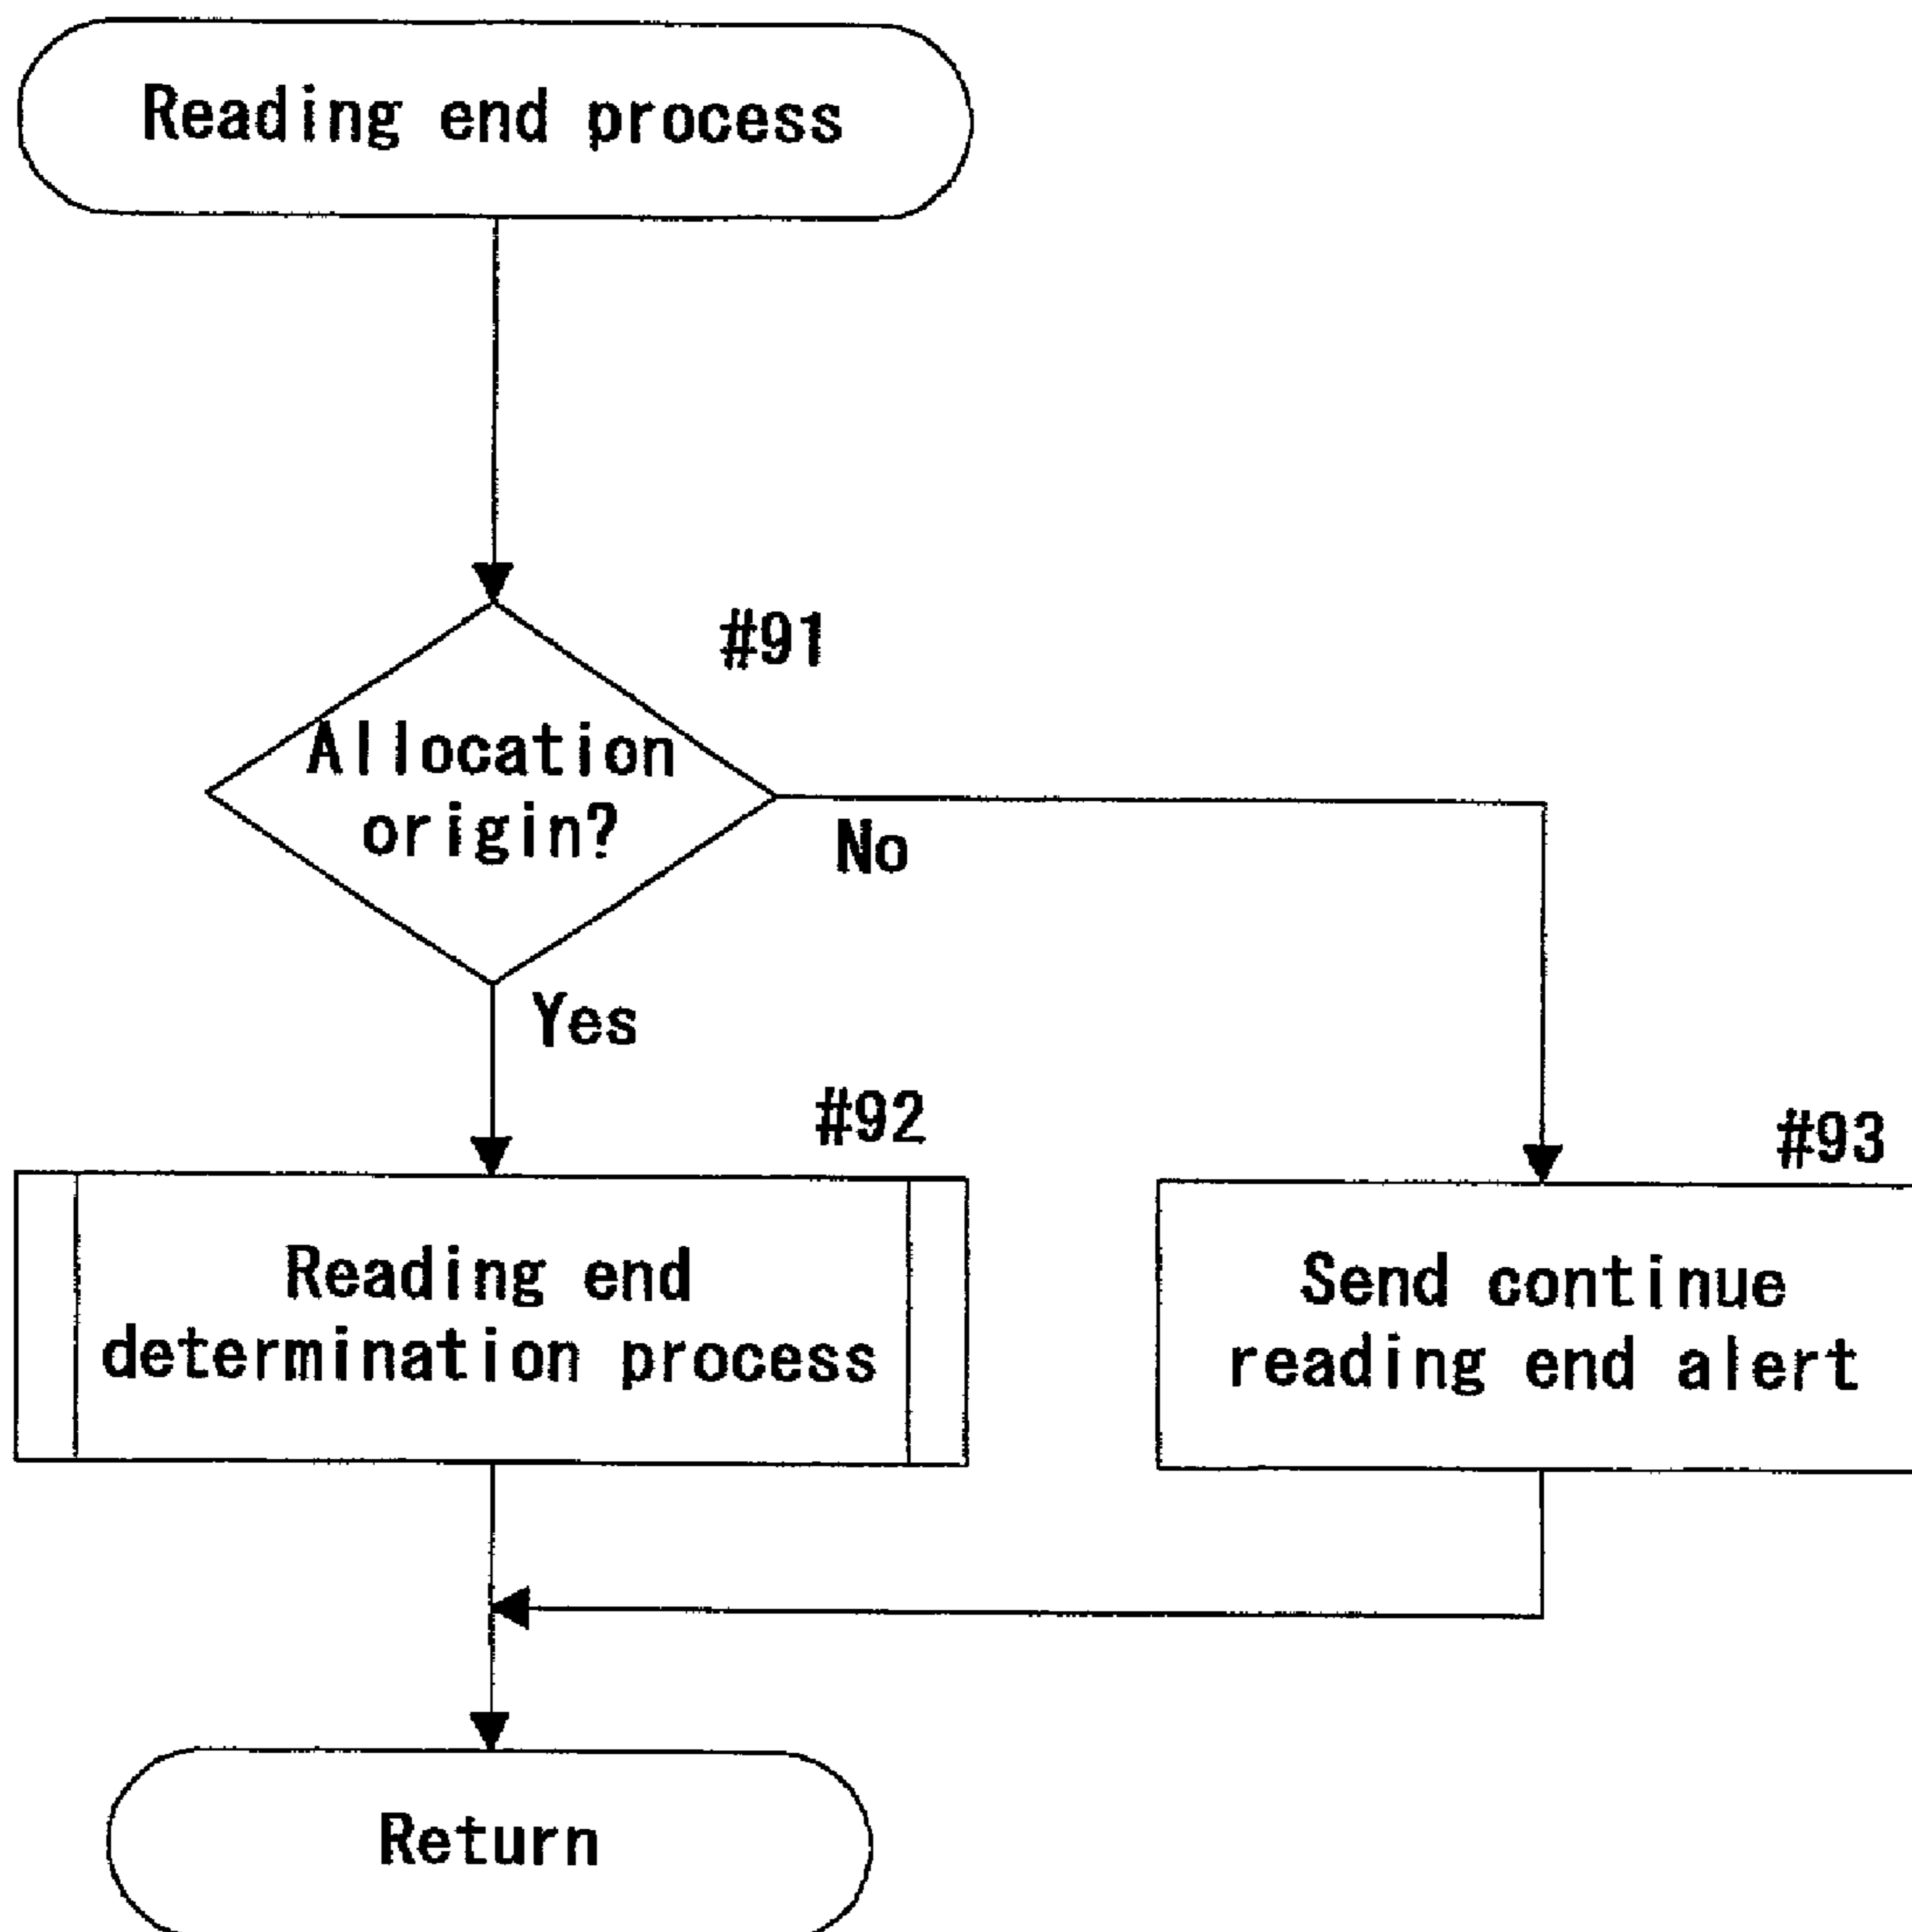 Reading end process
#91
Allocation
origin?
No
Yes
#92
Reading end
determination process
#93
Send continue
reading end alert
Return